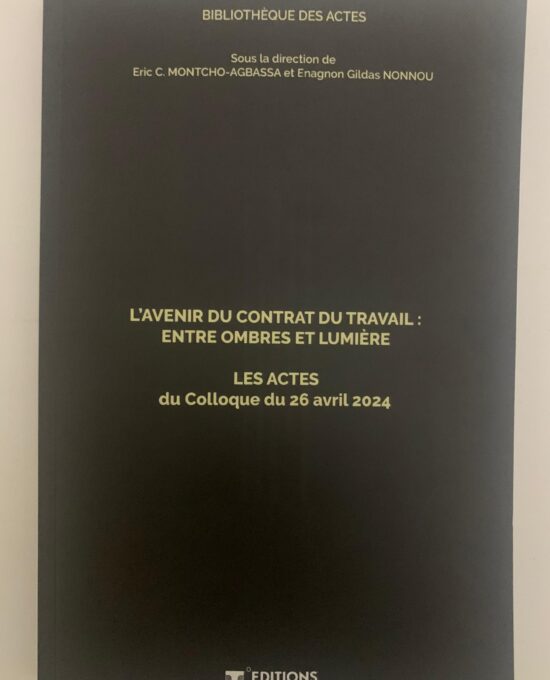 BIBLIOTHÈQUE DES ACTES
Sous la direction de
Eric C. MONTCHO-AGBASSA et Enagnon Gildas NONNOU
L'AVENIR DU CONTRAT DU TRAVAIL :
ENTRE OMBRES ET LUMIÈRE
LES ACTES
du Colloque du 26 avril 2024
EDITIONS